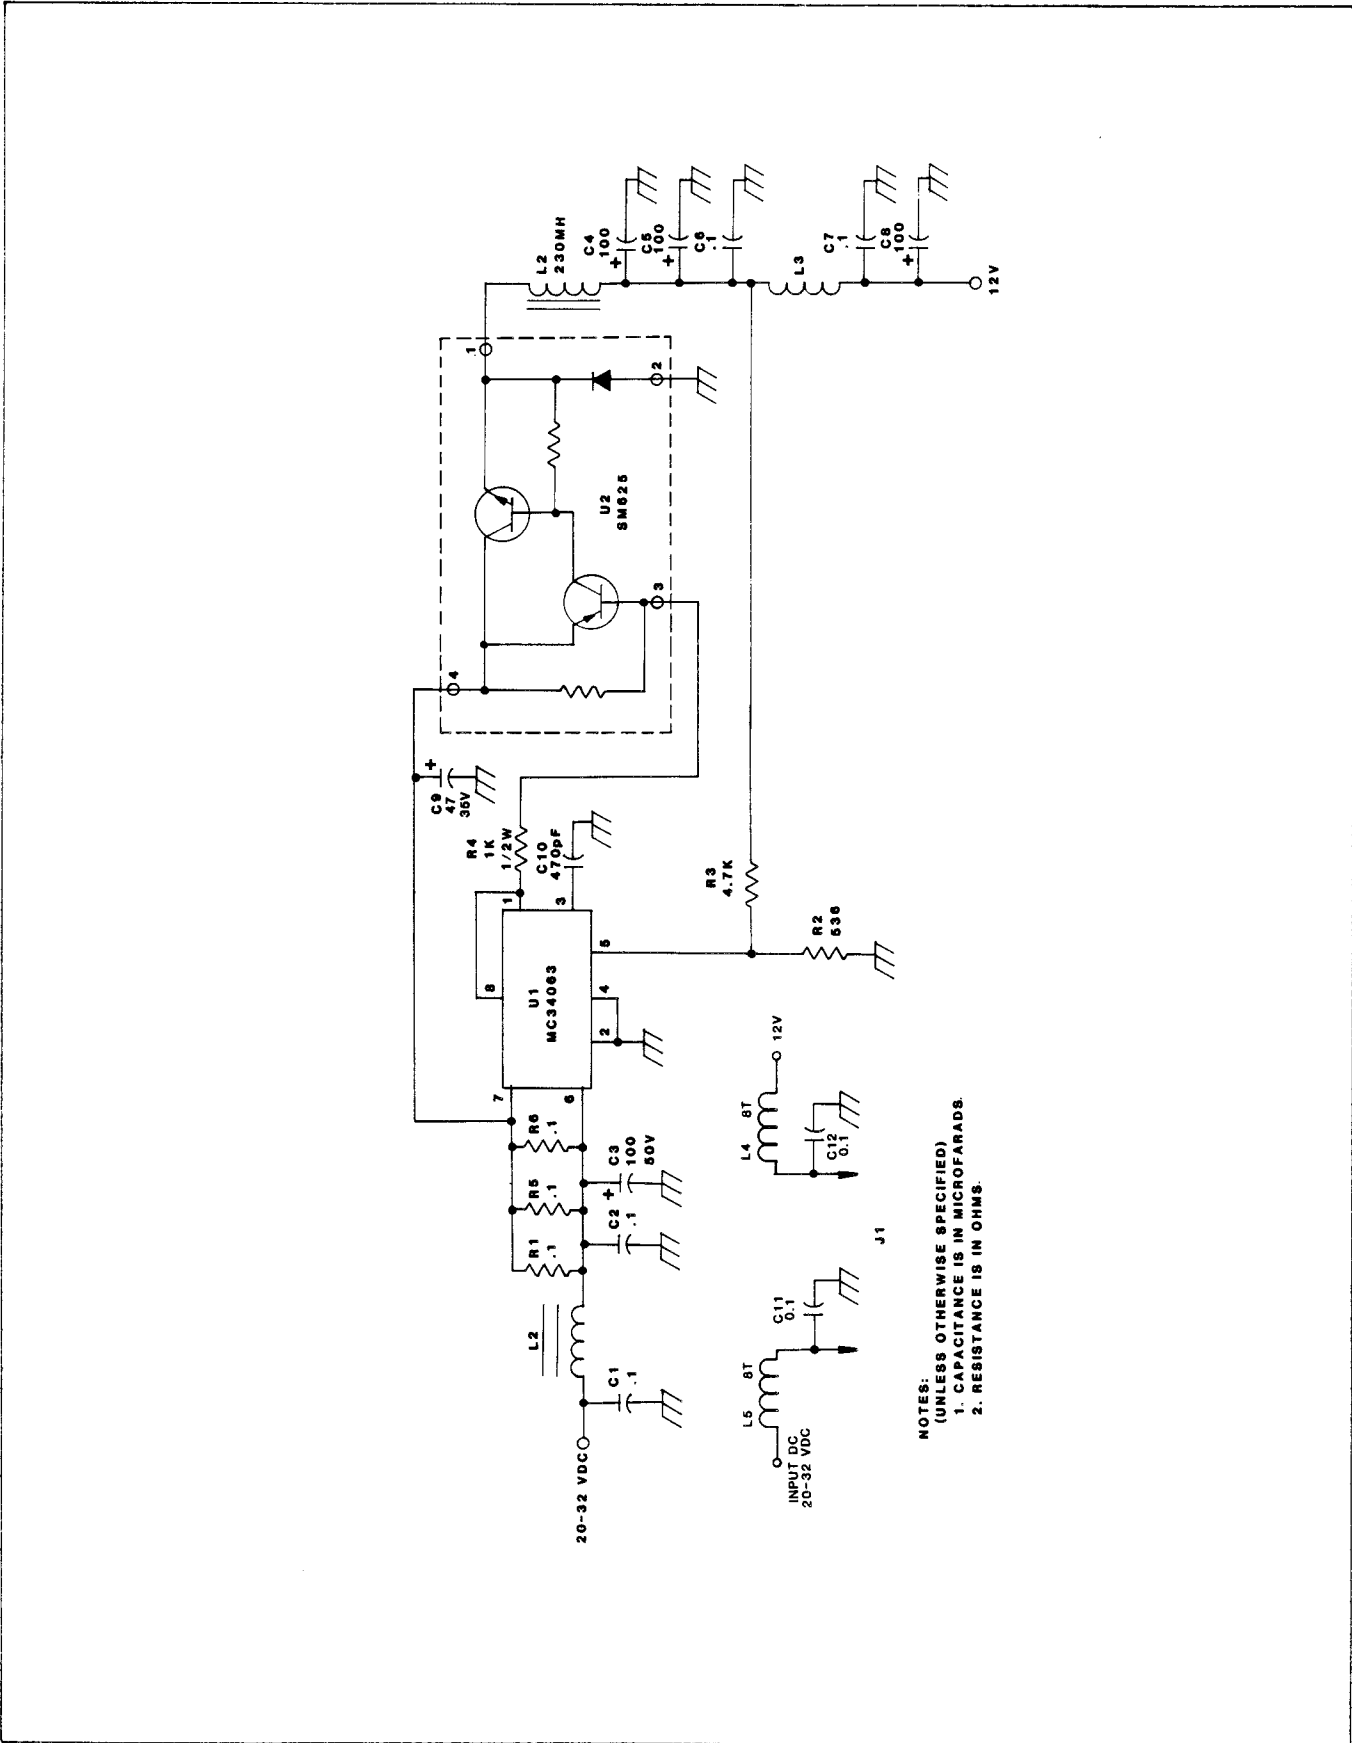 20-32 VDC
C1
.1
L2
R1
.1
R5
.1
R6
.1
C2
.1
C3
100
50V
7
6
8
U1
MC34063
2
4
5
1
3
R4
1K
1/2W
C10
470pF
C9
47
35V
+
4
3
U2
SM625
1
2
L2
230MH
C4
100
+
C5
100
+
C6
.1
L3
C7
.1
C8
100
+
12V
R3
4.7K
R2
536
INPUT DC
20-32 VDC
L5
8T
C11
0.1
J1
L4
8T
12V
C12
0.1
+
NOTES:
(UNLESS OTHERWISE SPECIFIED)
1. CAPACITANCE IS IN MICROFARADS.
2. RESISTANCE IS IN OHMS.